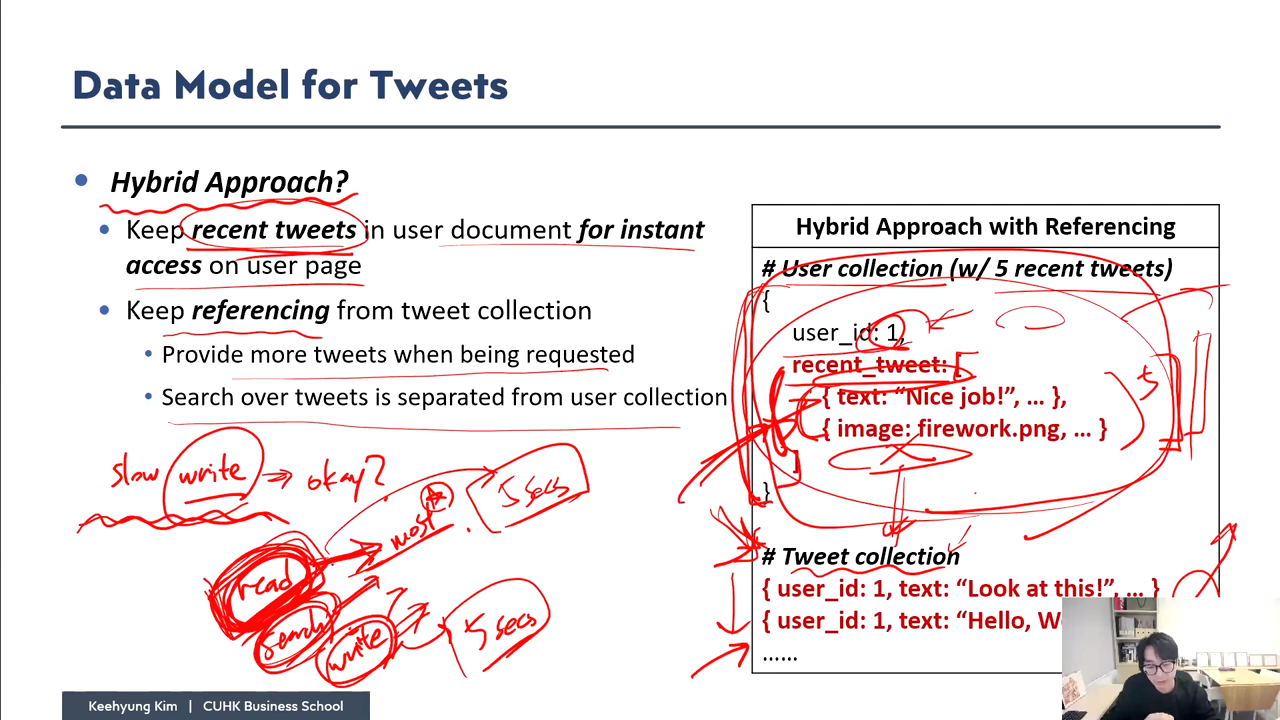 Data Model for Tweets
• Hybrid Approach?
• Keep recent tweets in user document for instant
access on user page
• Keep referencing from tweet collection
• Provide more tweets when being requested
• Search over tweets is separated from user collection
slow write → okay?
most
5 secs
read
search
write
5 secs
Hybrid Approach with Referencing
# User collection (w/ 5 recent tweets)
{
user_id: 1,
recent_tweet: [
{ text: “Nice job!”, ... },
{ image: firework.png, ... }
5
]
}
# Tweet collection
{ user_id: 1, text: “Look at this!”, ... }
{ user_id: 1, text: “Hello,
......
Keehyung Kim | CUHK Business School